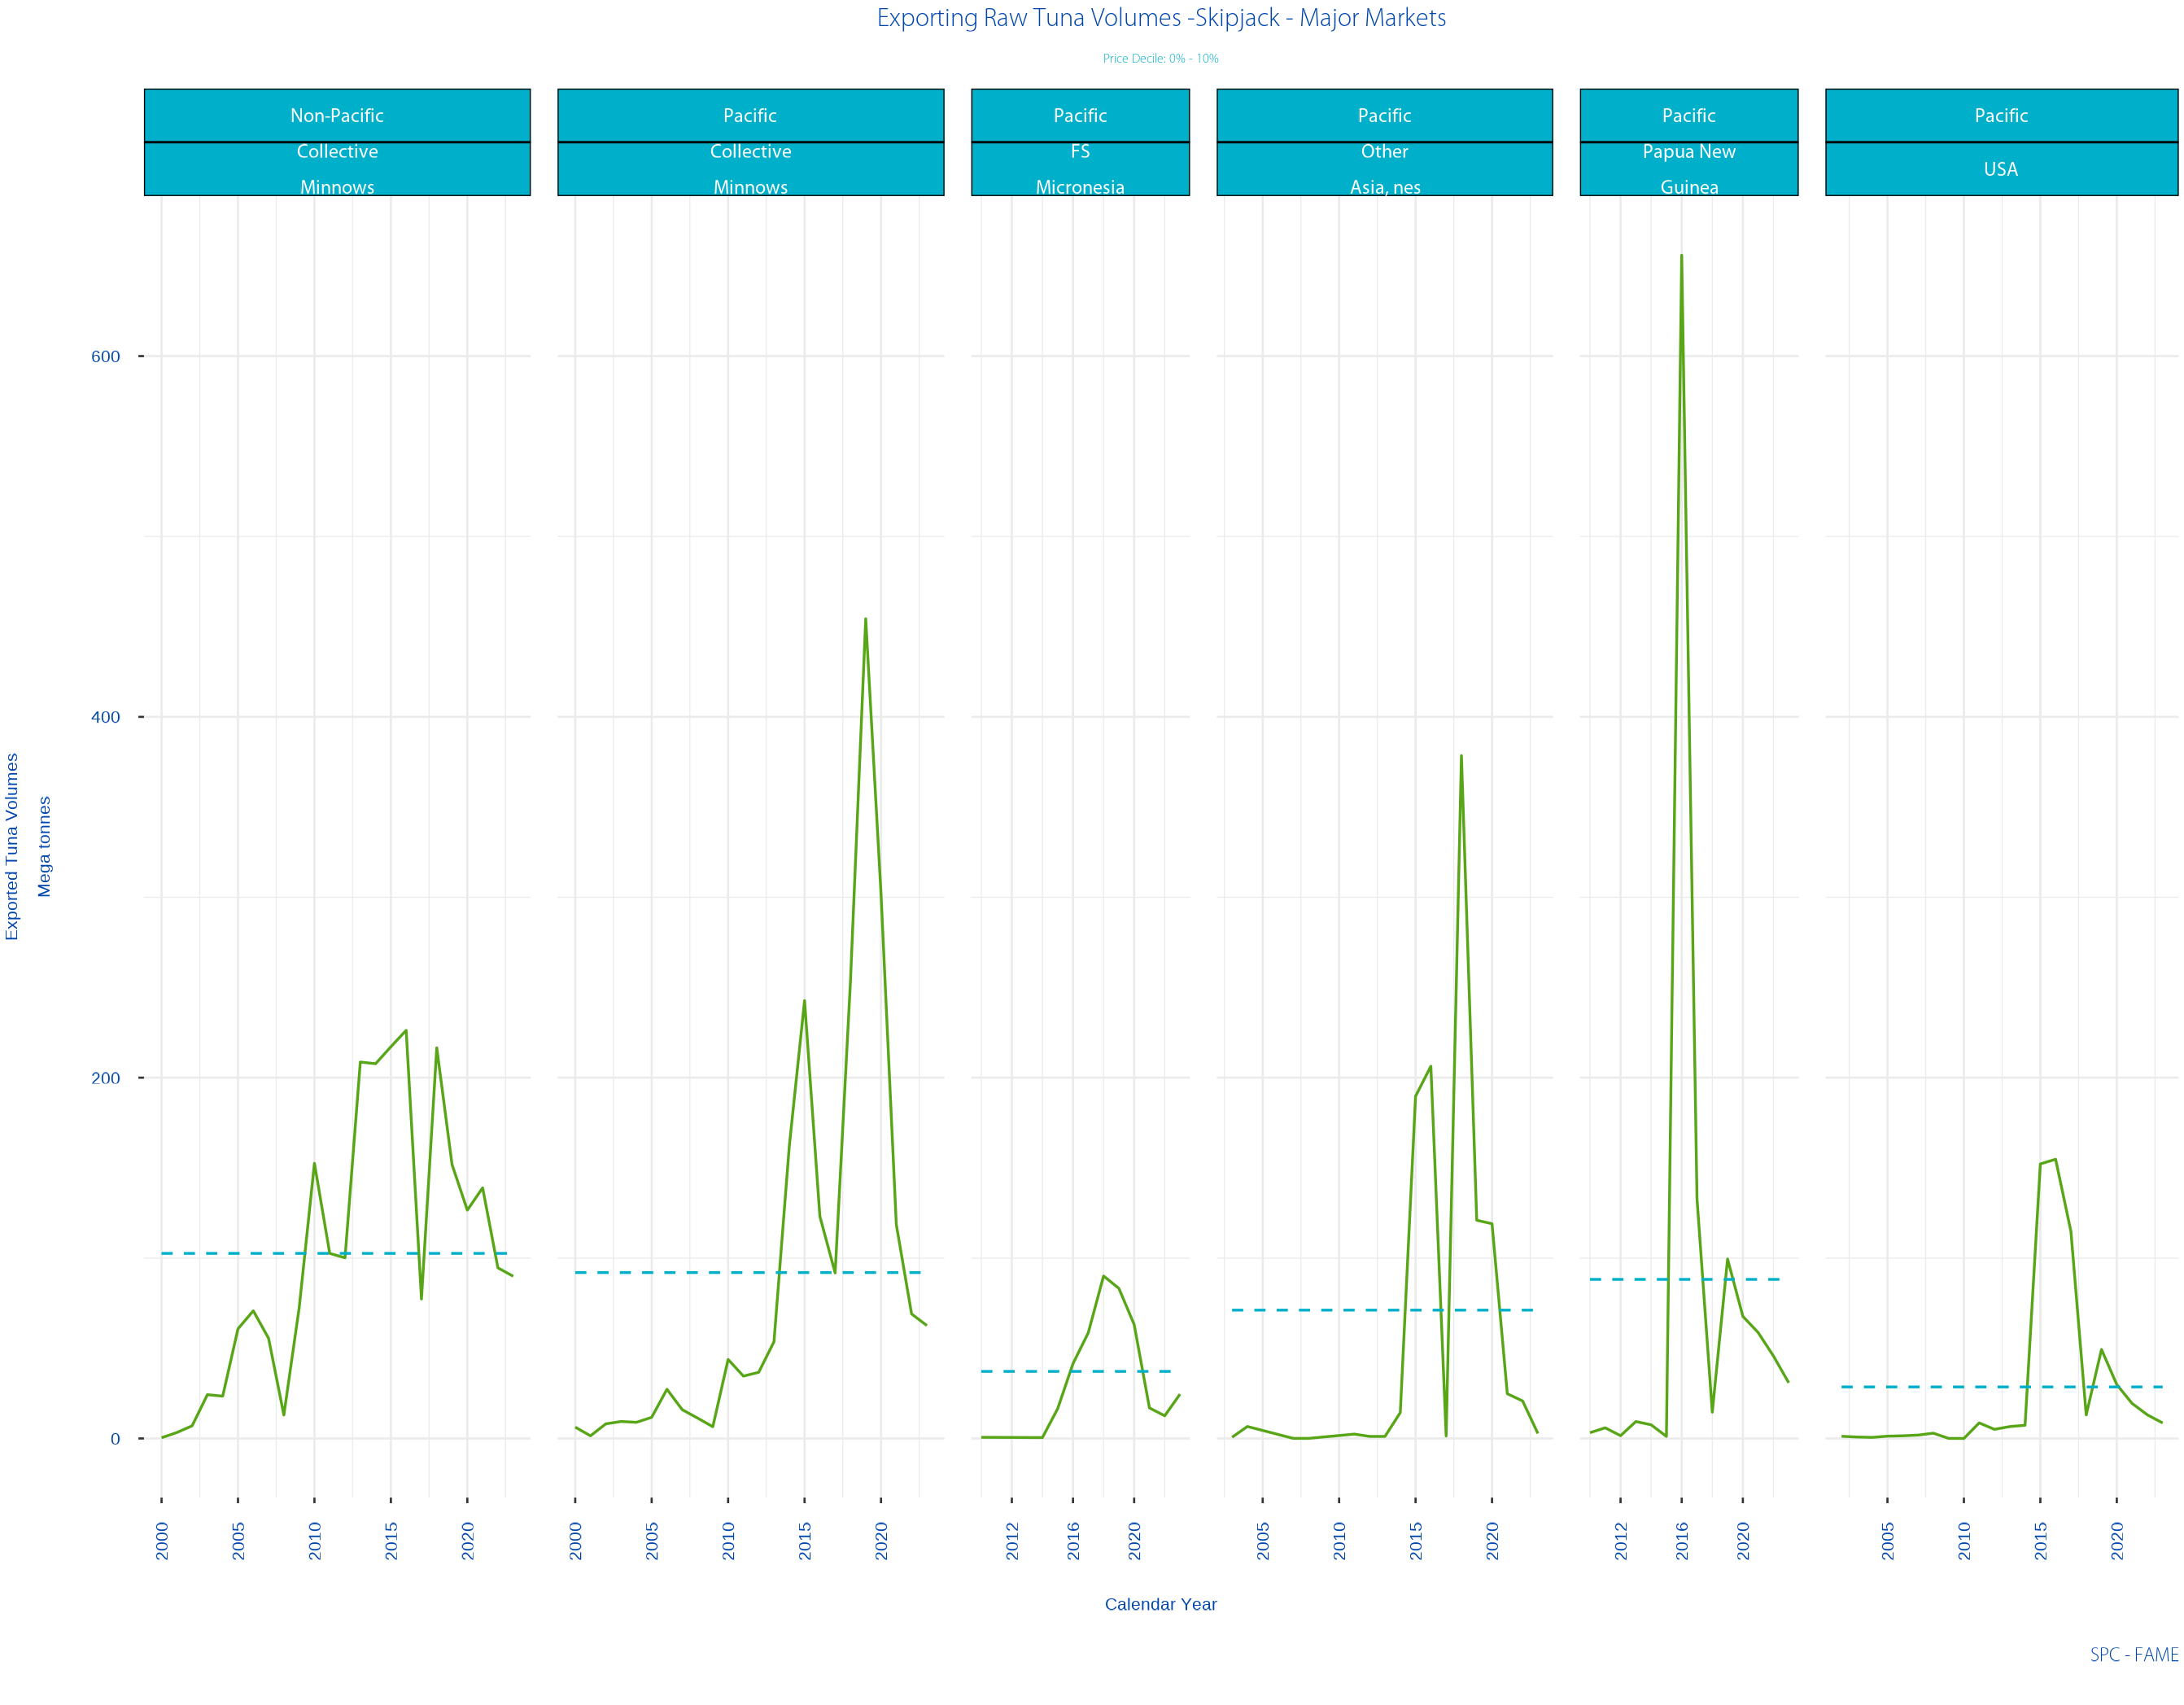 Exporting Raw Tuna Volumes -Skipjack - Major Markets
Price Decile: 0% - 10%
Non-Pacific
Pacific
Pacific
Pacific
Pacific
Pacific
Collective
Minnows
Collective
Minnows
FS
Micronesia
Other
Asia, nes
Papua New
Guinea
USA
Exported Tuna Volumes
Mega tonnes
600
400
200
0
2000
2005
2010
2015
2020
2000
2005
2010
2015
2020
2012
2016
2020
2005
2010
2015
2020
2012
2016
2020
2005
2010
2015
2020
Calendar Year
SPC - FAME